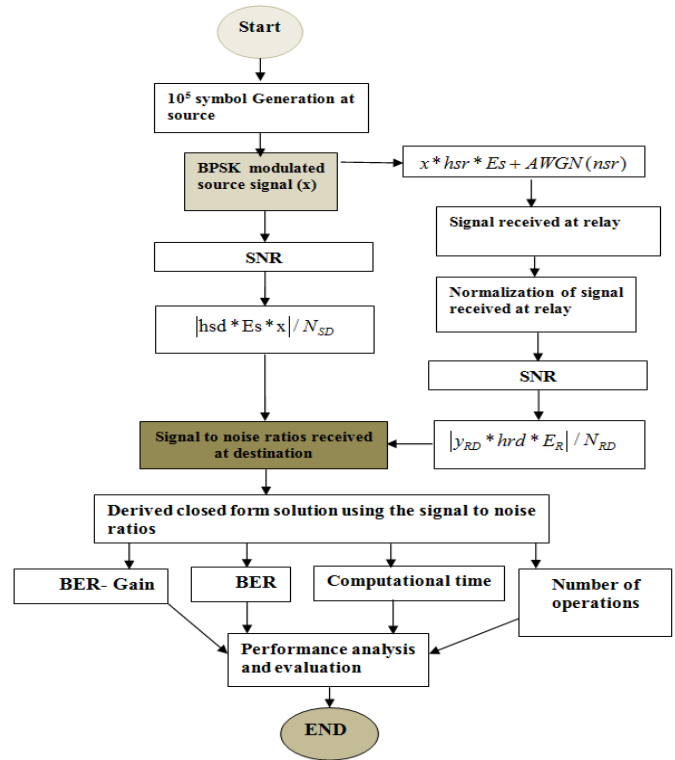 Start
10⁵ symbol Generation at
source
BPSK modulated
source signal (x)
x * hsr * Es + AWGN (nsr)
Signal received at relay
SNR
Normalization of signal
received at relay
|hsd * Es * x| / N_SD
SNR
Signal to noise ratios received
at destination
|y_RD * hrd * E_R| / N_RD
Derived closed form solution using the signal to noise
ratios
BER- Gain
BER
Computational time
Number of
operations
Performance analysis
and evaluation
END